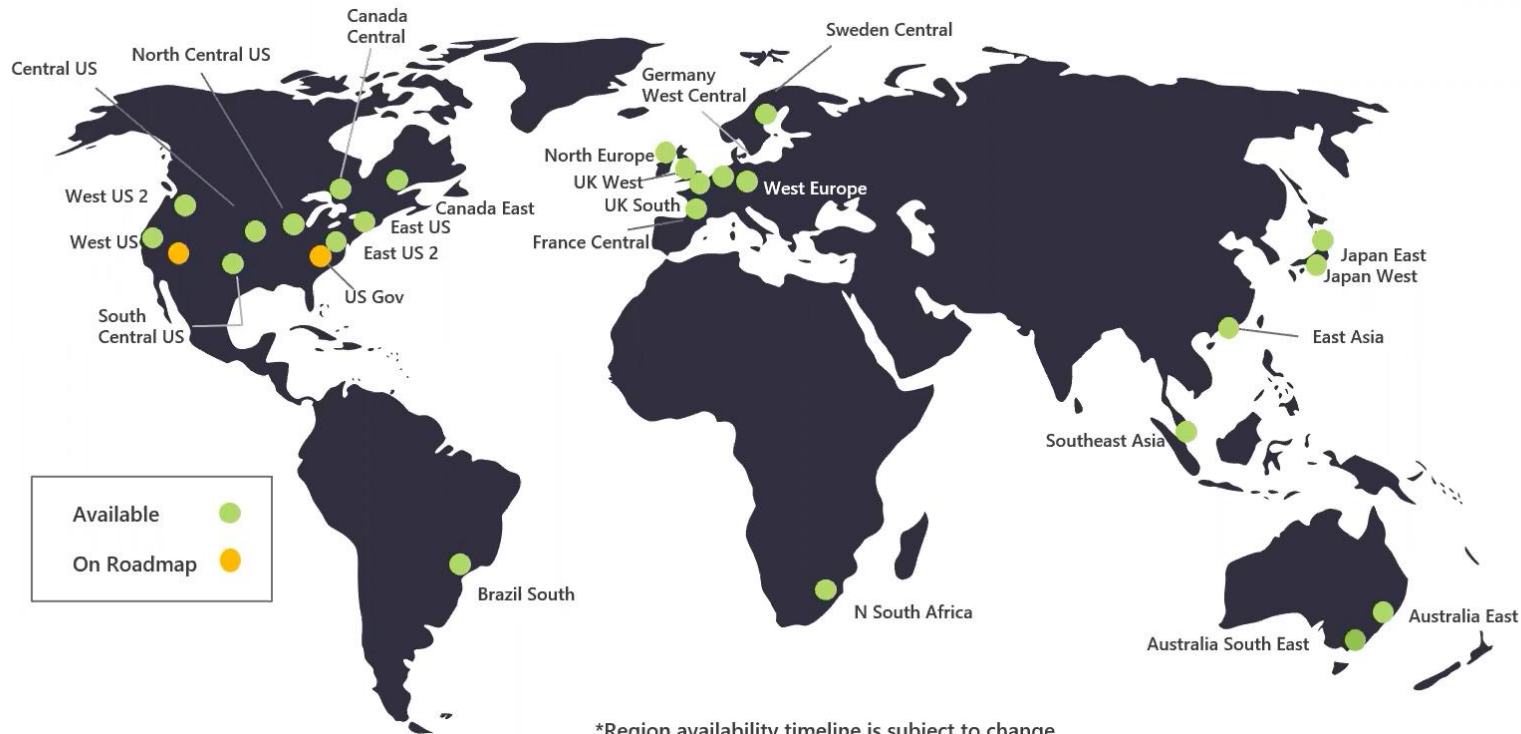 Canada
Central
North Central US
Central US
Sweden Central
Germany
West Central
North Europe
UK West
West Europe
UK South
France Central
West US 2
West US
Canada East
East US
East US 2
US Gov
South
Central US
Japan East
Japan West
East Asia
Southeast Asia
Available
On Roadmap
Brazil South
N South Africa
Australia East
Australia South East
*Region availability timeline is subject to change